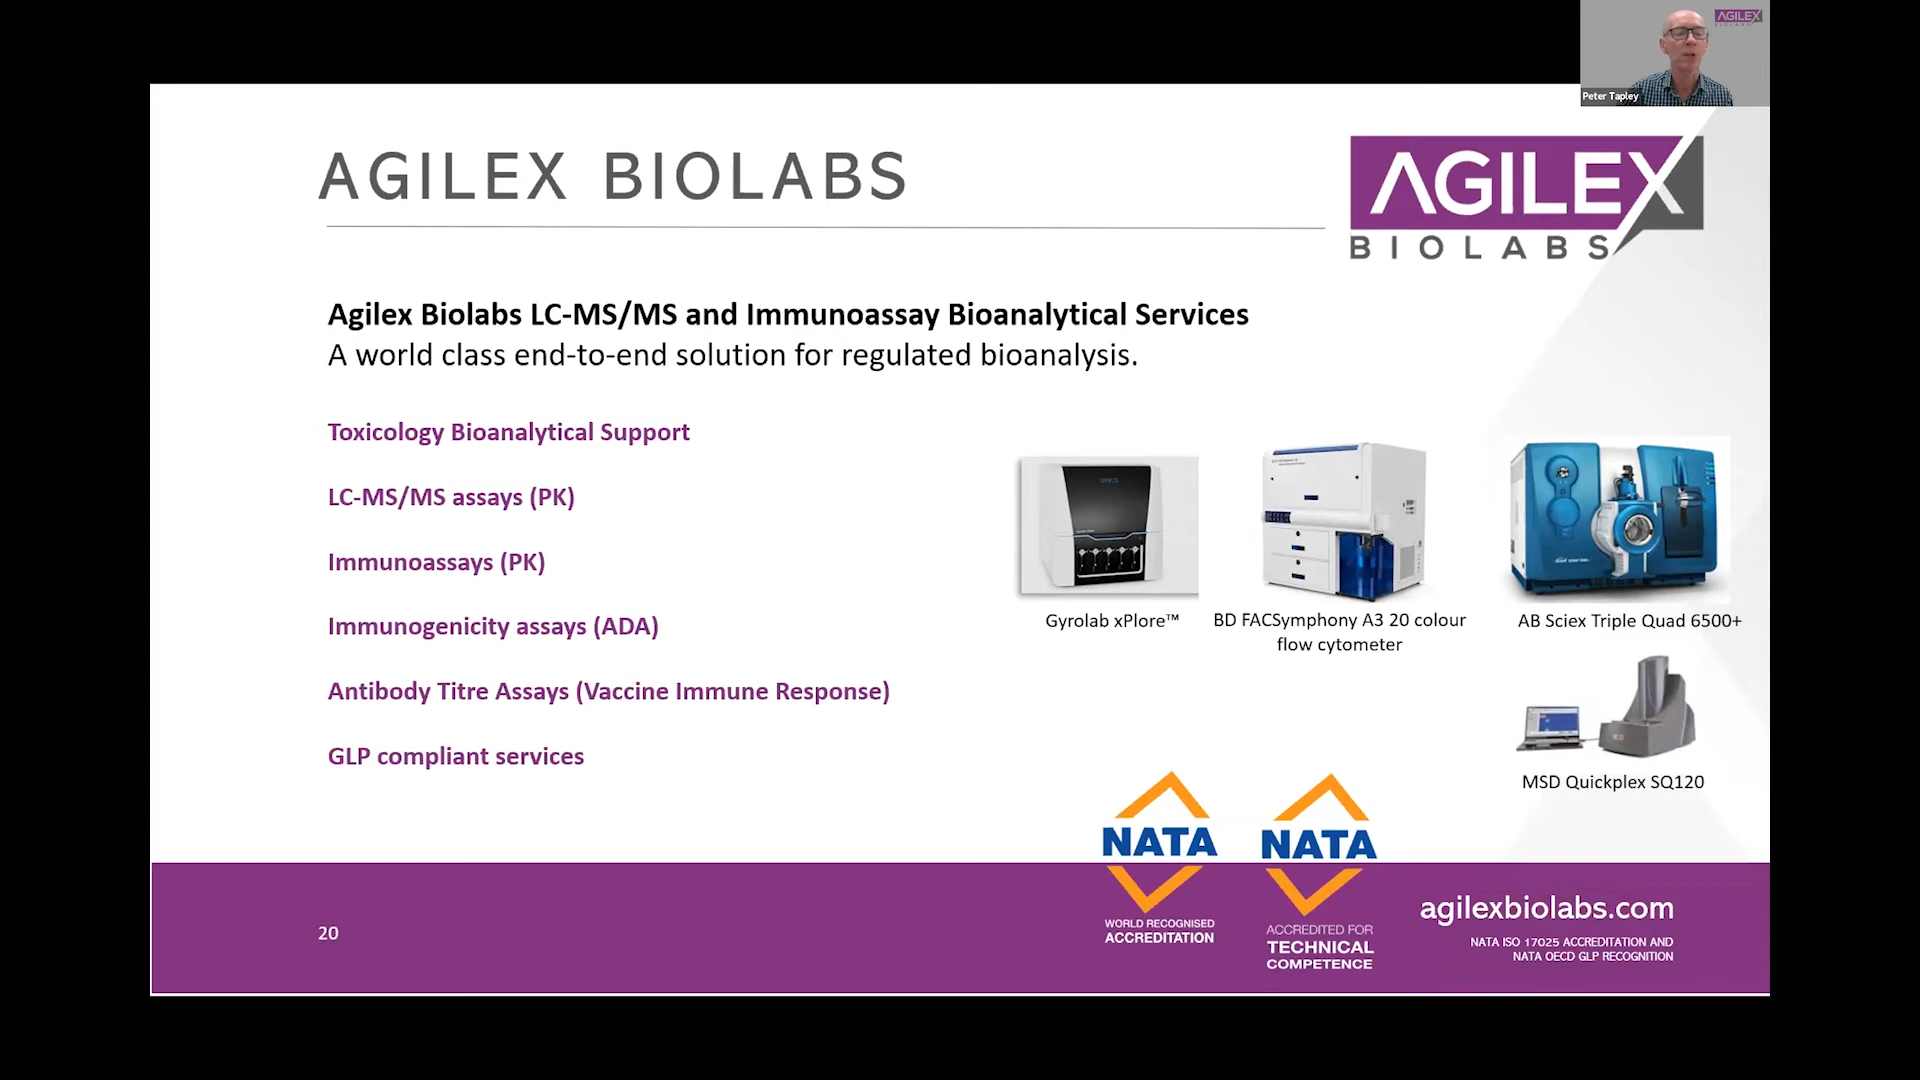 AGILEX
BIOLABS
Peter Tapley
AGILEX BIOLABS
AGILEX
BIOLABS
Agilex Biolabs LC-MS/MS and Immunoassay Bioanalytical Services
A world class end-to-end solution for regulated bioanalysis.
Toxicology Bioanalytical Support
LC-MS/MS assays (PK)
Immunoassays (PK)
Immunogenicity assays (ADA)
Antibody Titre Assays (Vaccine Immune Response)
GLP compliant services
Gyrolab xPlore™
BD FACSymphony A3 20 colour
flow cytometer
AB Sciex Triple Quad 6500+
MSD Quickplex SQ120
NATA
WORLD RECOGNISED
ACCREDITATION
NATA
ACCREDITED FOR
TECHNICAL
COMPETENCE
agilexbiolabs.com
NATA ISO 17025 ACCREDITATION AND
NATA OECD GLP RECOGNITION
20